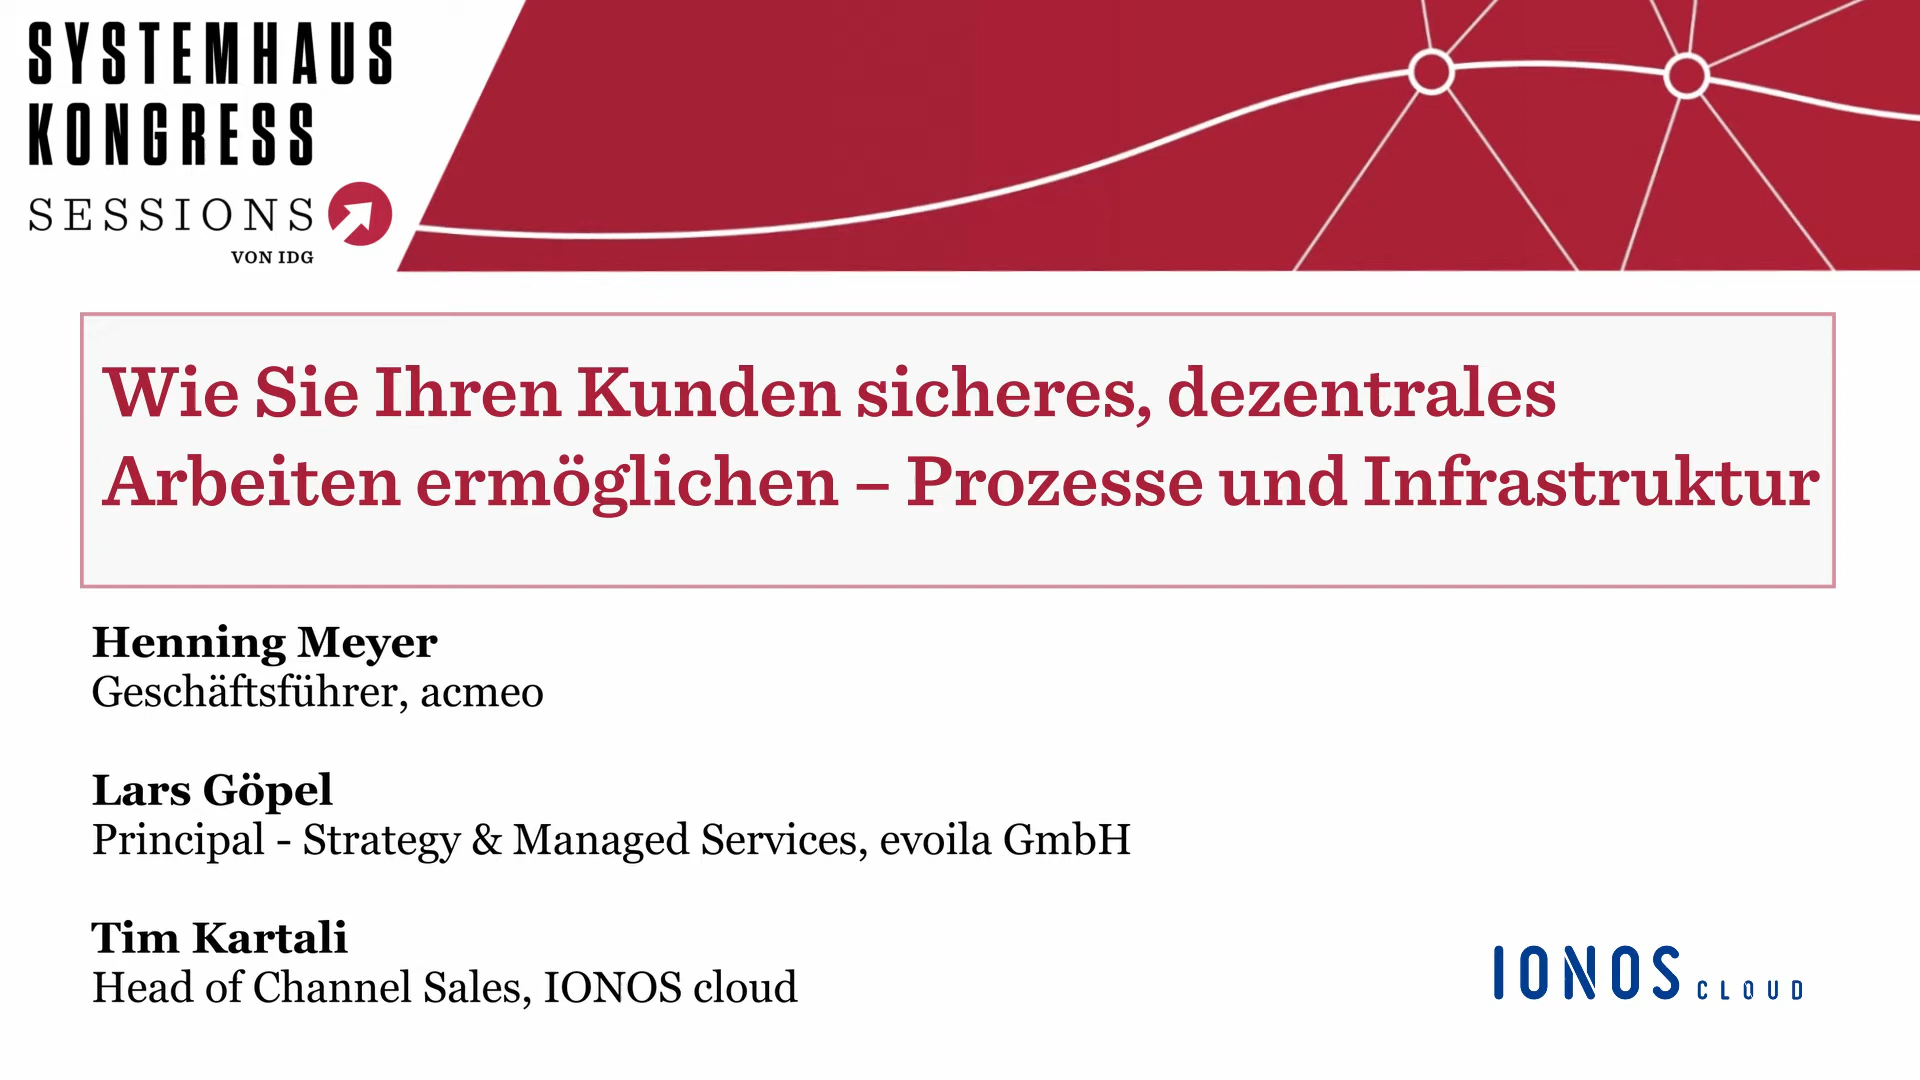 SYSTEMHAUS
KONGRESS
SESSIONS
VON IDG
Wie Sie Ihren Kunden sicheres, dezentrales
Arbeiten ermöglichen – Prozesse und Infrastruktur
Henning Meyer
Geschäftsführer, acmeo
Lars Göpel
Principal - Strategy & Managed Services, evoila GmbH
Tim Kartali
Head of Channel Sales, IONOS cloud
IONOS CLOUD